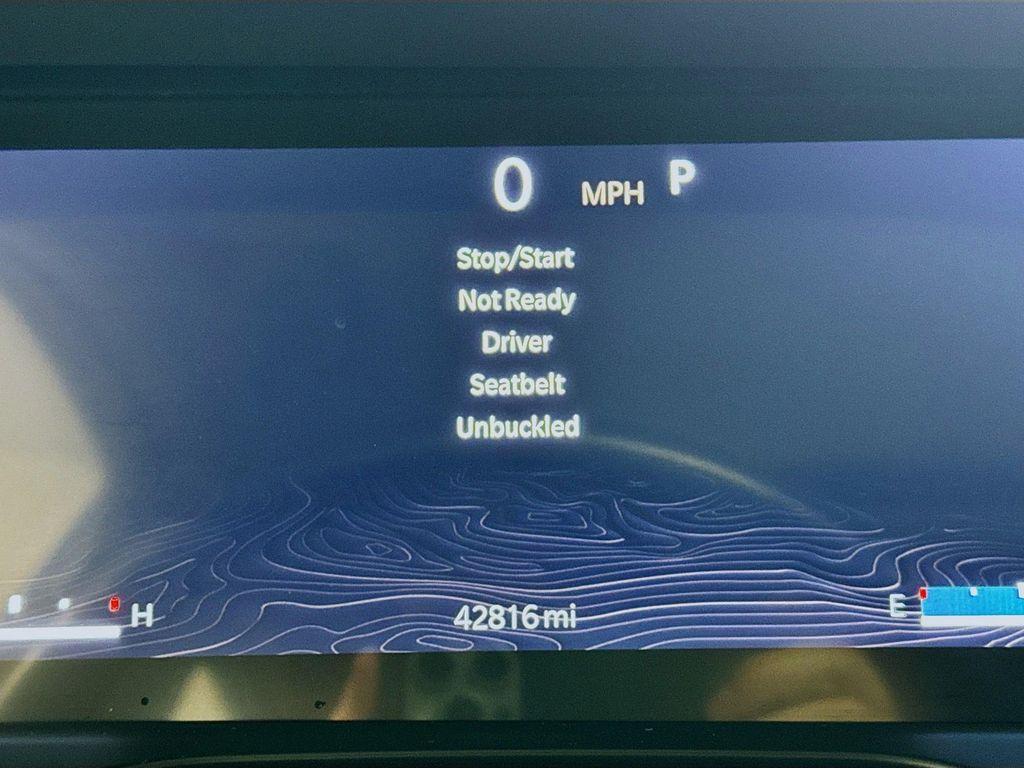 0 MPH P
Stop/Start
Not Ready
Driver
Seatbelt
Unbuckled
H 42816 mi E